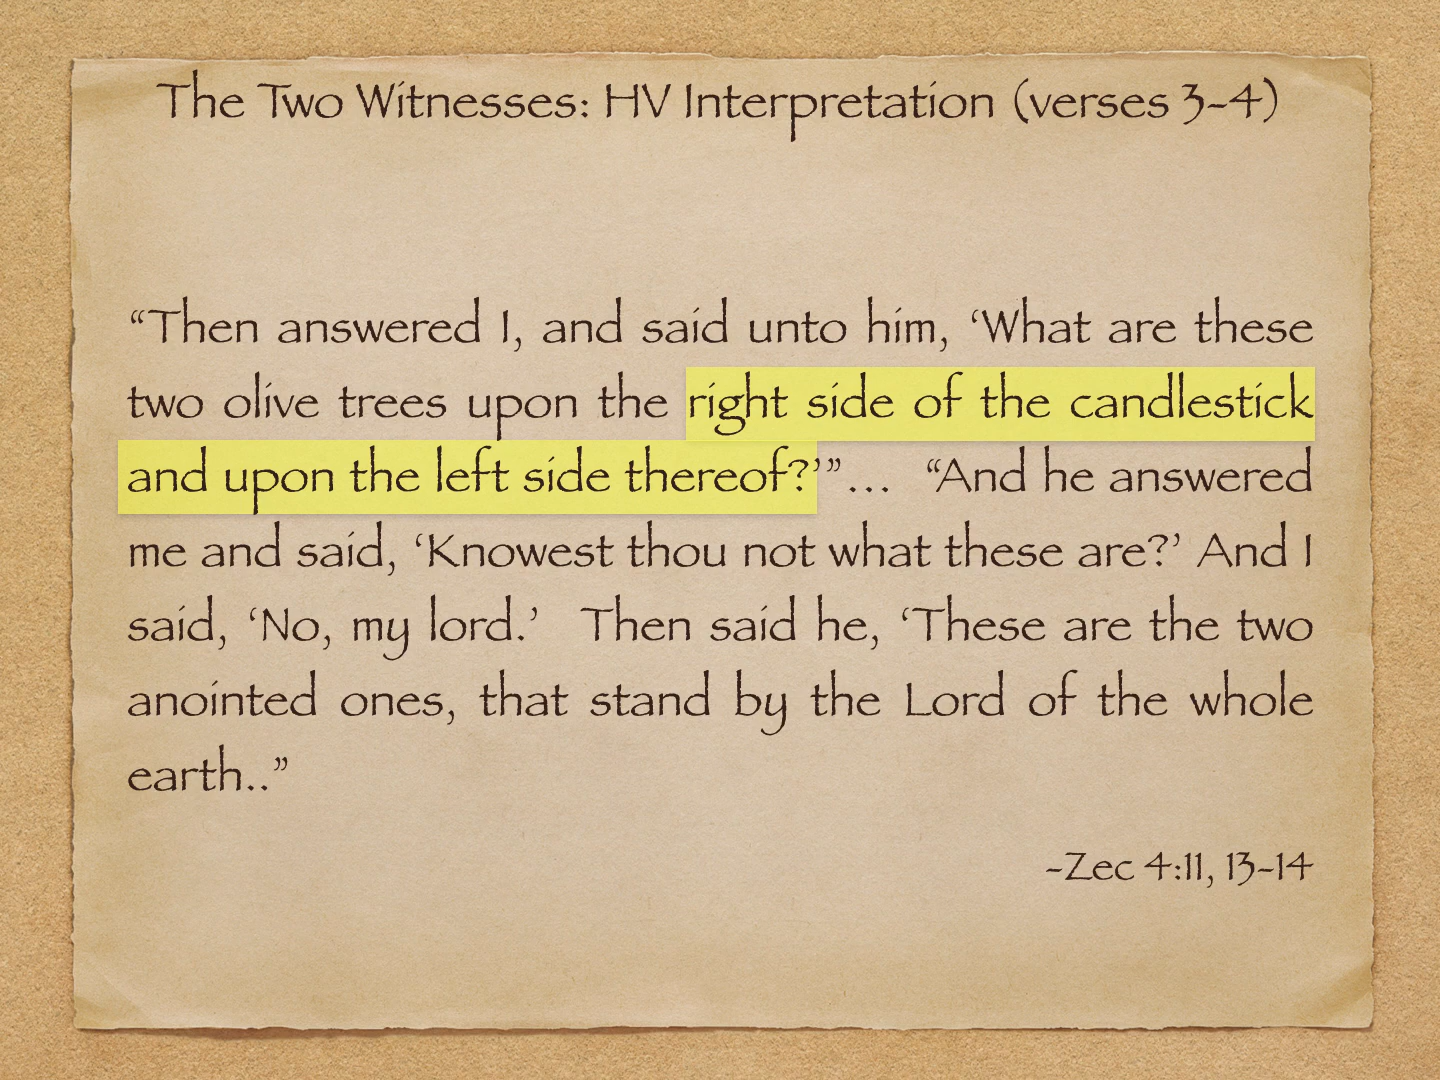 The Two Witnesses: HV Interpretation (verses 3-4)
“Then answered I, and said unto him, ‘What are these
two olive trees upon the right side of the candlestick
and upon the left side thereof?’”... “And he answered
me and said, ‘Knowest thou not what these are?’ And I
said, ‘No, my lord.’ Then said he, ‘These are the two
anointed ones, that stand by the Lord of the whole
earth..”
-Zec 4:11, 13-14